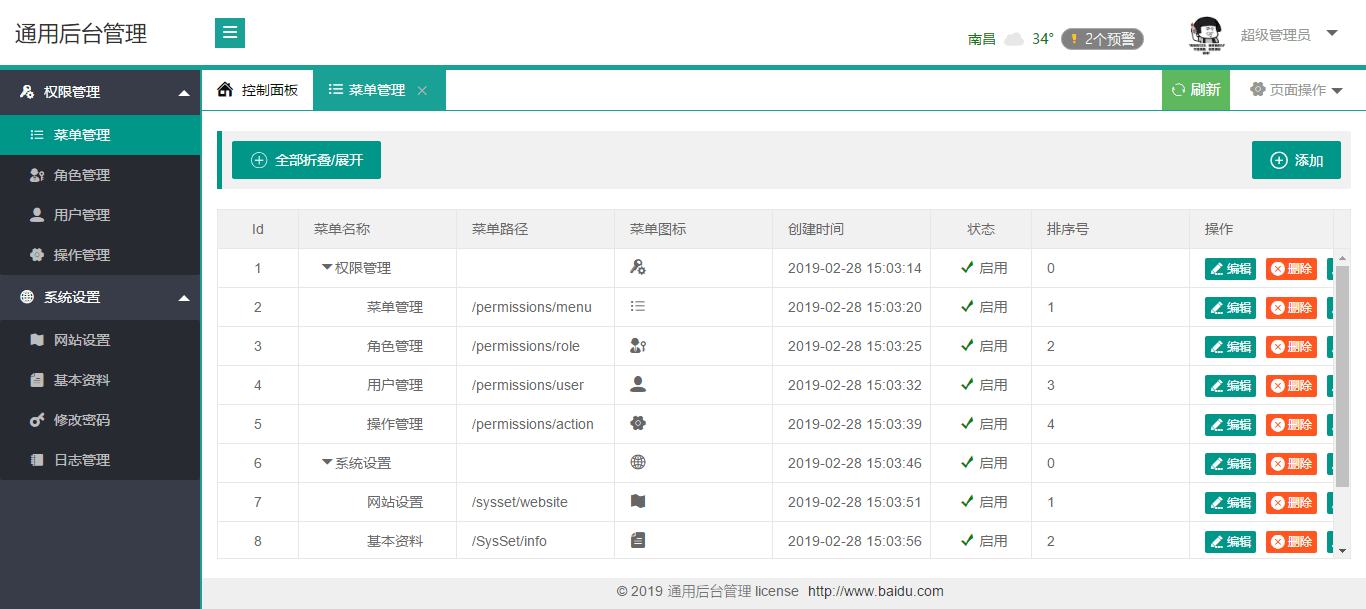 通用后台管理
南昌 34° 2个预警 超级管理员
权限管理
菜单管理
角色管理
用户管理
操作管理
系统设置
网站设置
基本资料
修改密码
日志管理
控制面板 菜单管理 刷新 页面操作
全部折叠/展开 添加
Id 菜单名称 菜单路径 菜单图标 创建时间 状态 排序号 操作
1 权限管理 2019-02-28 15:03:14 启用 0 编辑 删除
2 菜单管理 /permissions/menu 2019-02-28 15:03:20 启用 1 编辑 删除
3 角色管理 /permissions/role 2019-02-28 15:03:25 启用 2 编辑 删除
4 用户管理 /permissions/user 2019-02-28 15:03:32 启用 3 编辑 删除
5 操作管理 /permissions/action 2019-02-28 15:03:39 启用 4 编辑 删除
6 系统设置 2019-02-28 15:03:46 启用 0 编辑 删除
7 网站设置 /sysset/website 2019-02-28 15:03:51 启用 1 编辑 删除
8 基本资料 /SysSet/info 2019-02-28 15:03:56 启用 2 编辑 删除
© 2019 通用后台管理 license http://www.baidu.com